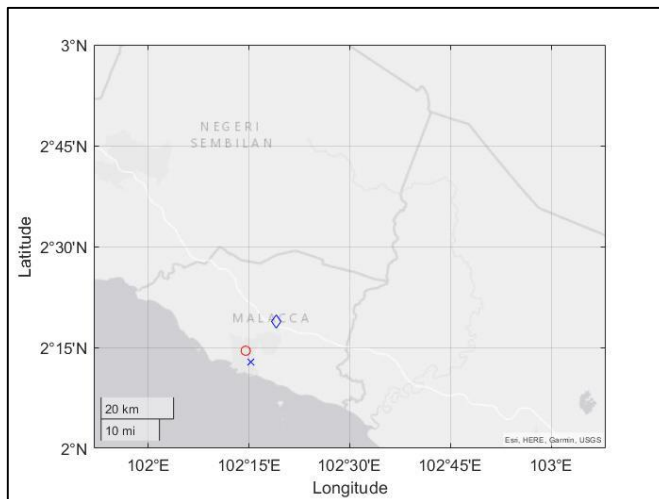 3°N
NEGERI
SEMBILAN
2°45'N
2°30'N
Latitude
MALACCA
2°15'N
20 km
10 mi
Esri, HERE, Garmin, USGS
2°N
102°E
102°15'E
102°30'E
102°45'E
103°E
Longitude